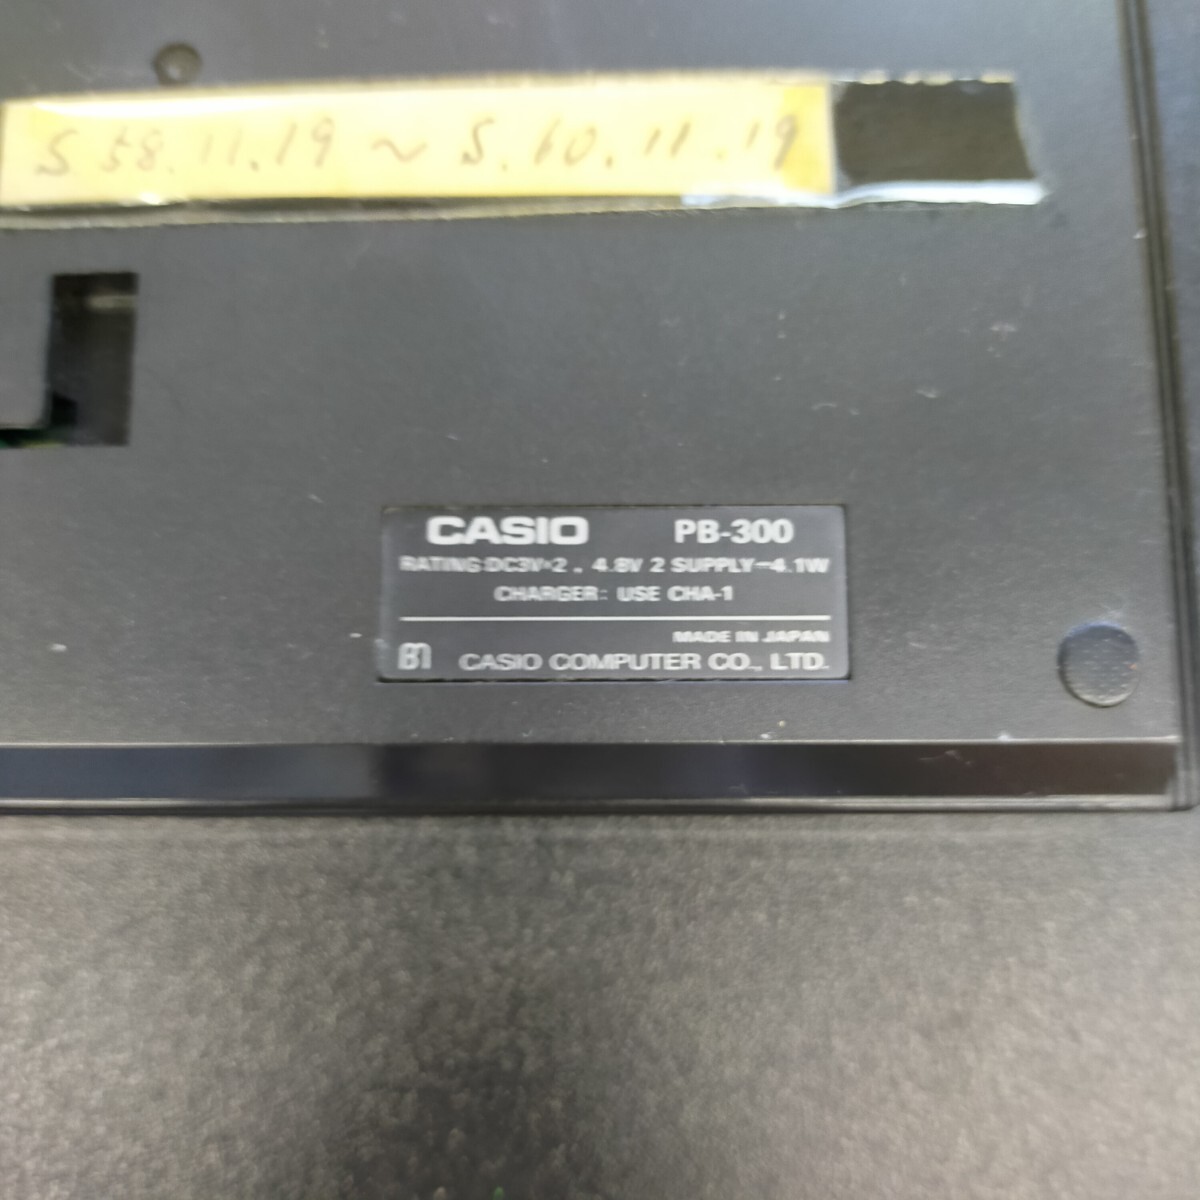 S 58.11.19 ~ S.60.11.19
CASIO PB-300
RATING:DC3V×2, 4.8V 2 SUPPLY-4.1W
CHARGER: USE CHA-1
MADE IN JAPAN
CASIO COMPUTER CO., LTD.